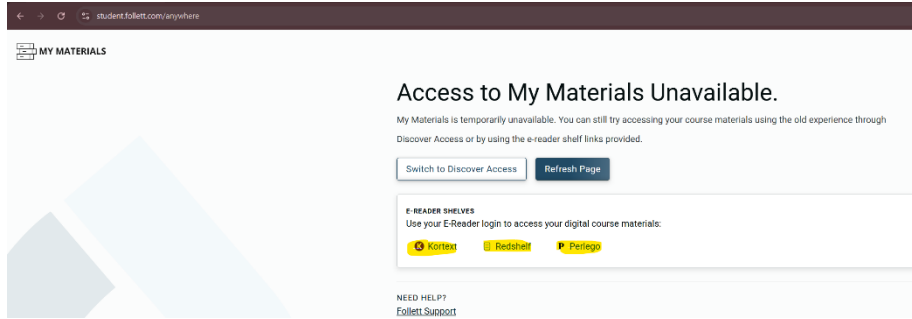 student.follett.com/anywhere
MY MATERIALS
Access to My Materials Unavailable.
My Materials is temporarily unavailable. You can still try accessing your course materials using the old experience through
Discover Access or by using the e-reader shelf links provided.
Switch to Discover Access Refresh Page
E-READER SHELVES
Use your E-Reader login to access your digital course materials:
K Kortext Redshelf P Perlego
NEED HELP?
Follett Support